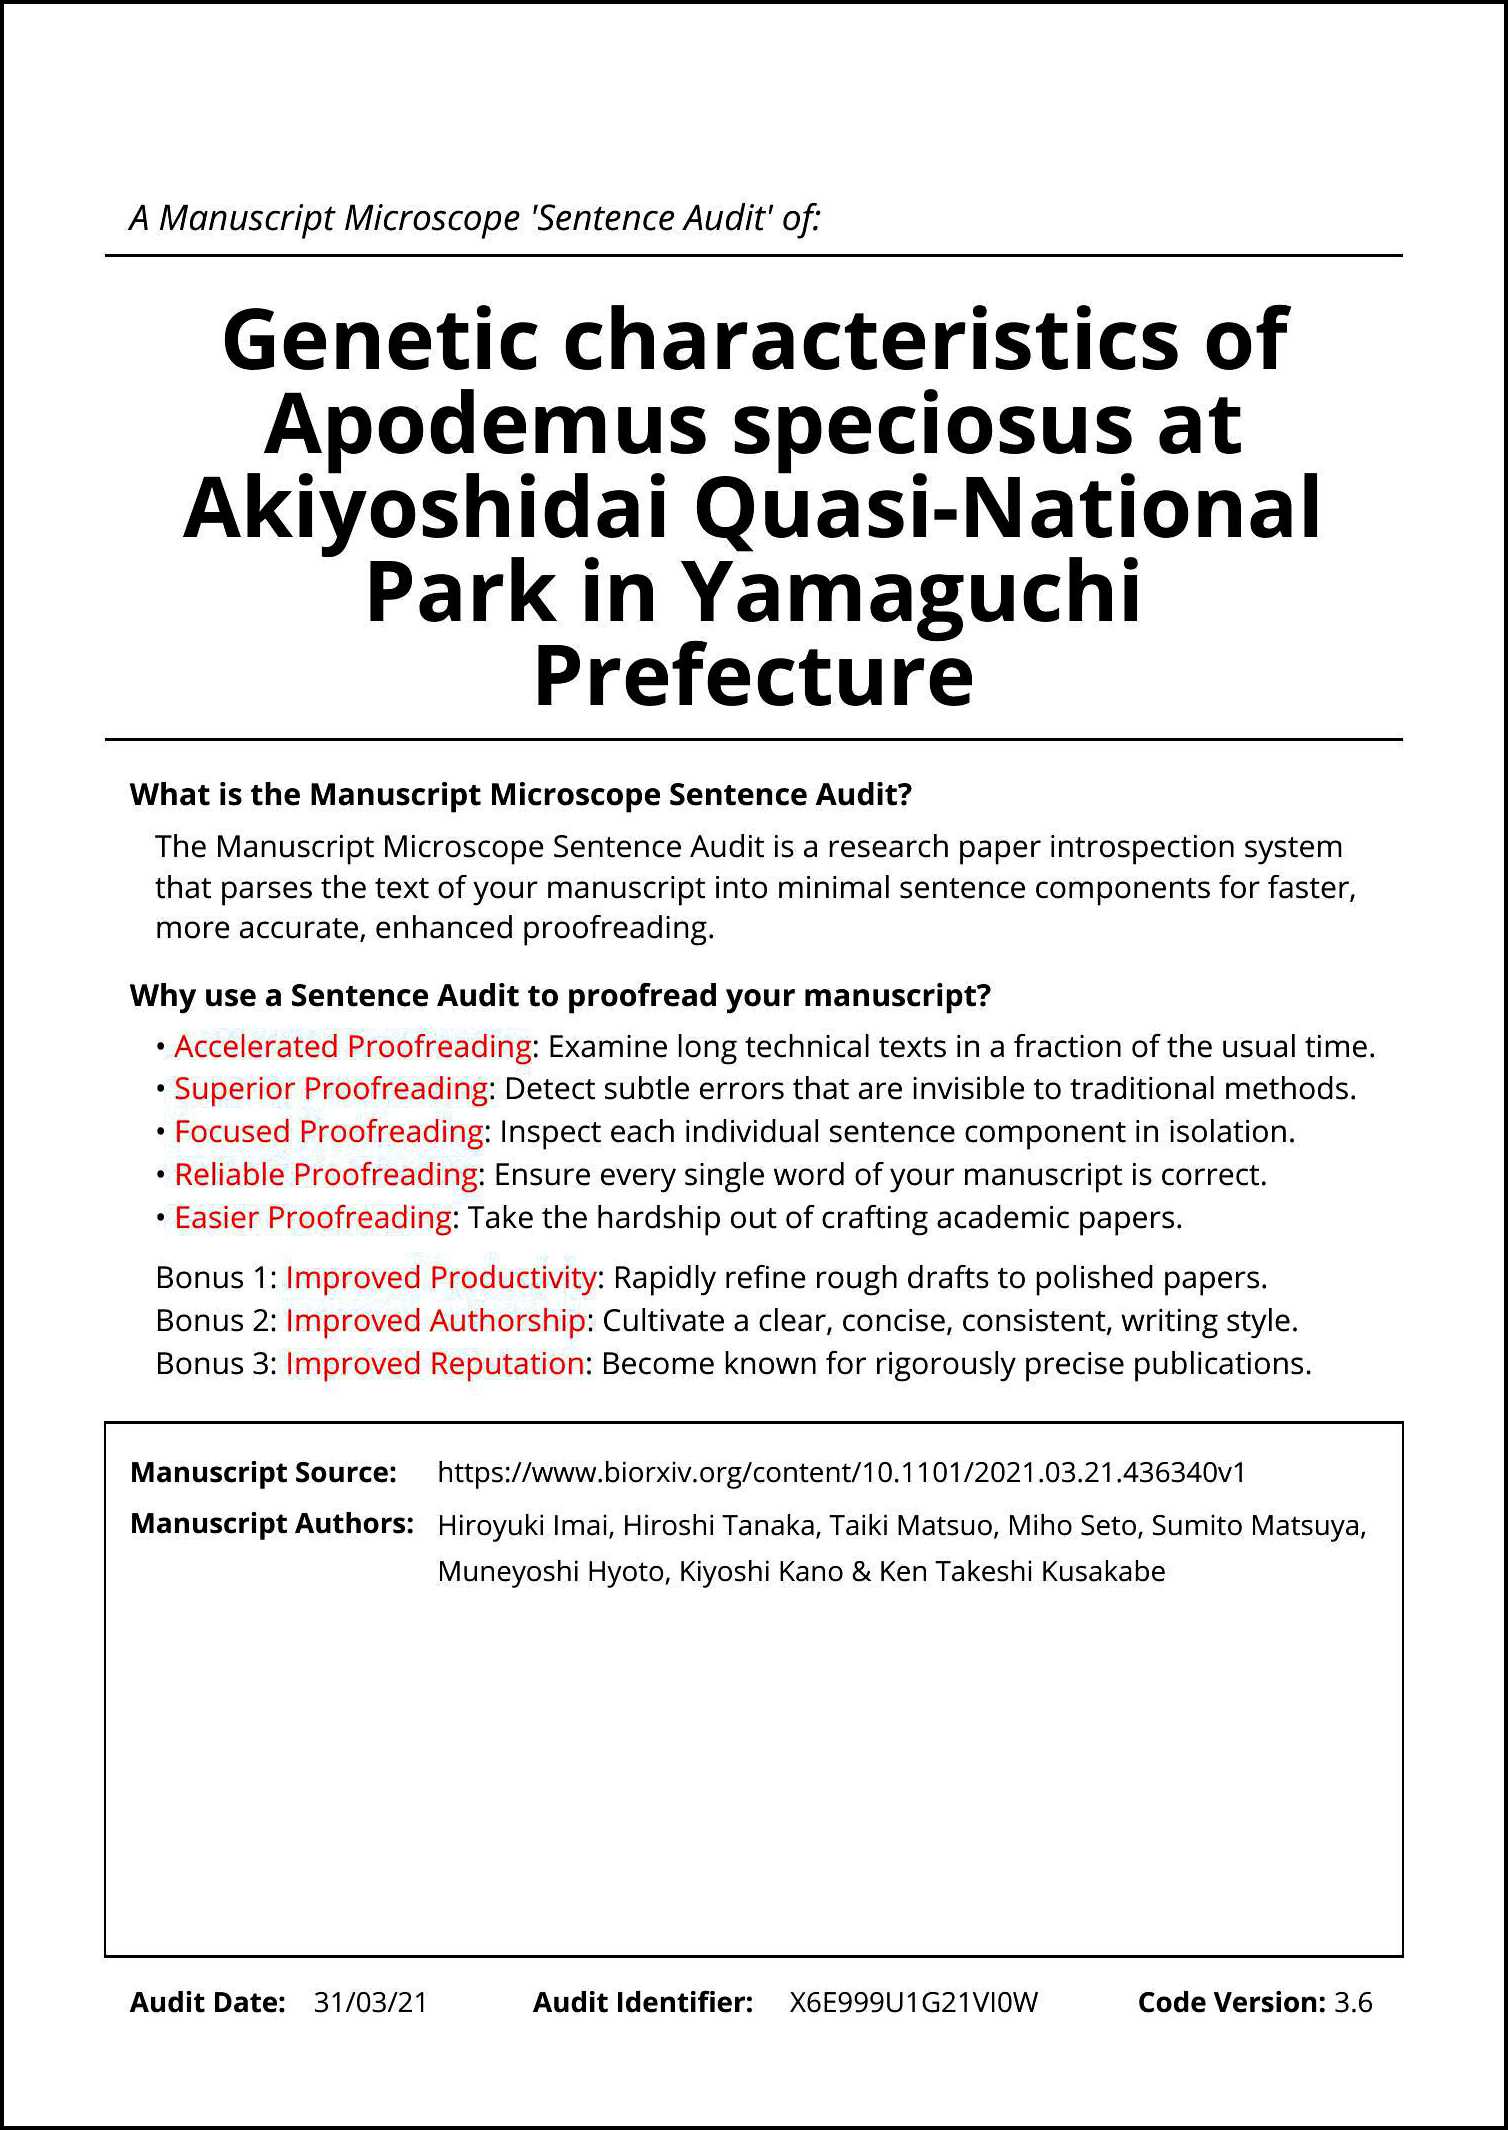 A Manuscript Microscope 'Sentence Audit' of:
Genetic characteristics of
Apodemus speciosus at
Akiyoshidai Quasi-National
Park in Yamaguchi
Prefecture
What is the Manuscript Microscope Sentence Audit?
The Manuscript Microscope Sentence Audit is a research paper introspection system
that parses the text of your manuscript into minimal sentence components for faster,
more accurate, enhanced proofreading.
Why use a Sentence Audit to proofread your manuscript?
• Accelerated Proofreading: Examine long technical texts in a fraction of the usual time.
• Superior Proofreading: Detect subtle errors that are invisible to traditional methods.
• Focused Proofreading: Inspect each individual sentence component in isolation.
• Reliable Proofreading: Ensure every single word of your manuscript is correct.
• Easier Proofreading: Take the hardship out of crafting academic papers.
Bonus 1: Improved Productivity: Rapidly refine rough drafts to polished papers.
Bonus 2: Improved Authorship: Cultivate a clear, concise, consistent, writing style.
Bonus 3: Improved Reputation: Become known for rigorously precise publications.
Manuscript Source: https://www.biorxiv.org/content/10.1101/2021.03.21.436340v1
Manuscript Authors: Hiroyuki Imai, Hiroshi Tanaka, Taiki Matsuo, Miho Seto, Sumito Matsuya,
Muneyoshi Hyoto, Kiyoshi Kano & Ken Takeshi Kusakabe
Audit Date: 31/03/21 Audit Identifier: X6E999U1G21VI0W Code Version: 3.6